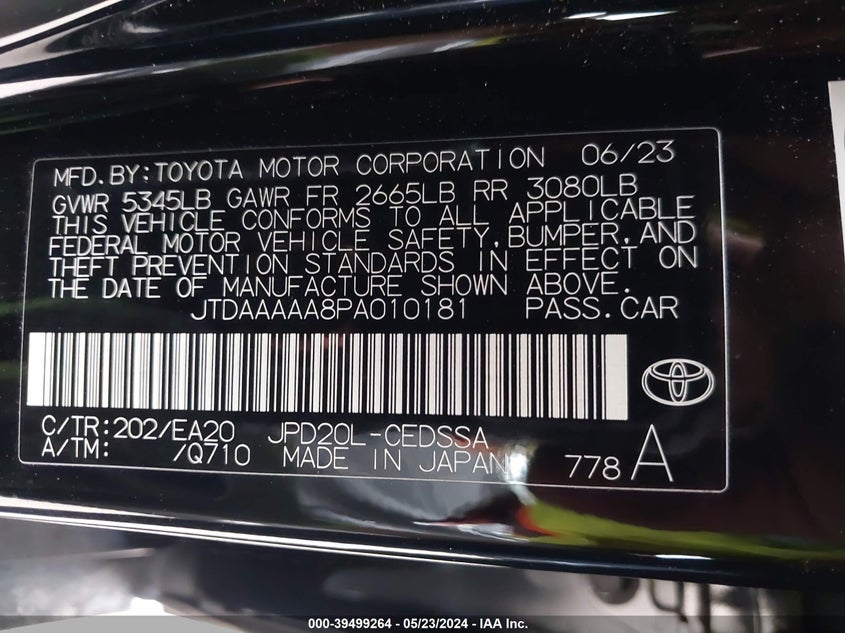 MFD. BY: TOYOTA MOTOR CORPORATION 06/23
GVWR 5345LB GAWR FR 2665LB RR 3080LB
THIS VEHICLE CONFORMS TO ALL APPLICABLE
FEDERAL MOTOR VEHICLE SAFETY, BUMPER, AND
THEFT PREVENTION STANDARDS IN EFFECT ON
THE DATE OF MANUFACTURE SHOWN ABOVE.
JTDAAAAA8PA010181 PASS. CAR
C/TR: 202/EA20 JPD20L-CEDSSA
A/TM: /Q710 MADE IN JAPAN 778 A
000-39499264 - 05/23/2024 - IAA Inc.